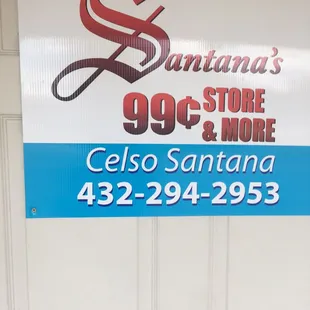 Santana's
99¢ STORE
& MORE
Celso Santana
432-294-2953